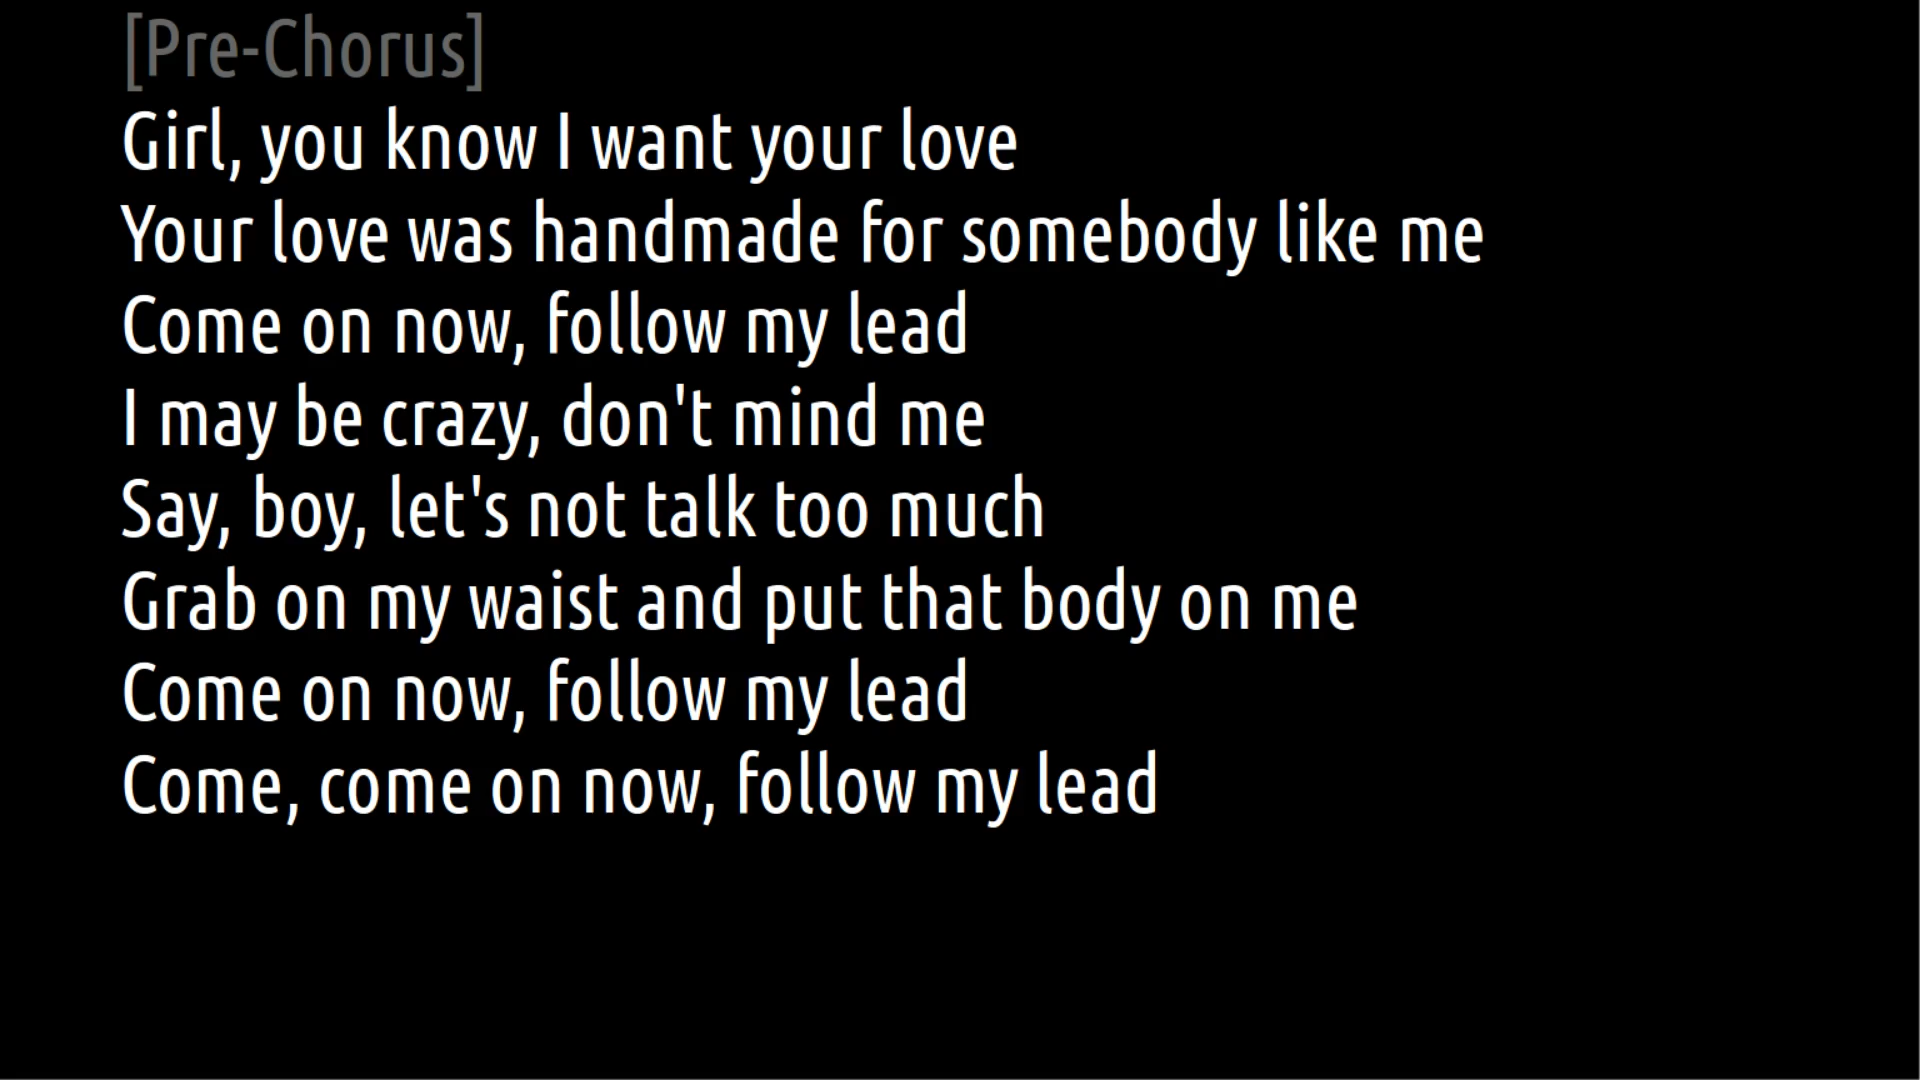 [Pre-Chorus]
Girl, you know I want your love
Your love was handmade for somebody like me
Come on now, follow my lead
I may be crazy, don't mind me
Say, boy, let's not talk too much
Grab on my waist and put that body on me
Come on now, follow my lead
Come, come on now, follow my lead